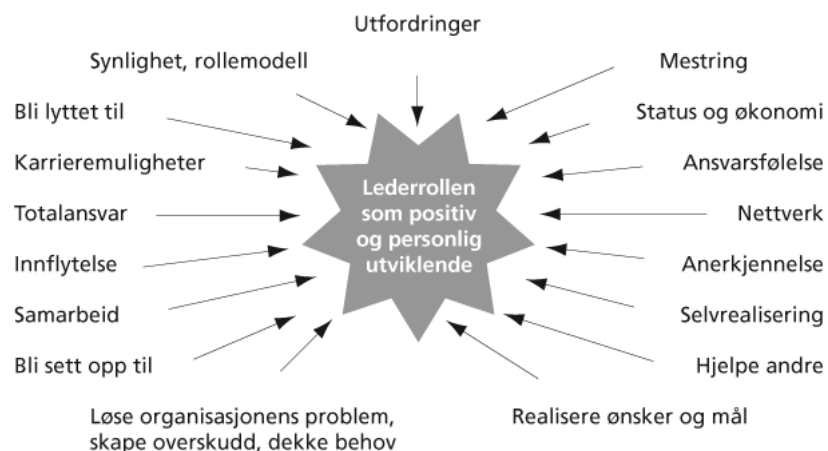 Utfordringer
Synlighet, rollemodell
Mestring
Bli lyttet til
Status og økonomi
Karrieremuligheter
Ansvarsfølelse
Lederrollen
som positiv
og personlig
utviklende
Totalansvar
Nettverk
Innflytelse
Anerkjennelse
Samarbeid
Selvrealisering
Bli sett opp til
Hjelpe andre
Løse organisasjonens problem,
skape overskudd, dekke behov
Realisere ønsker og mål